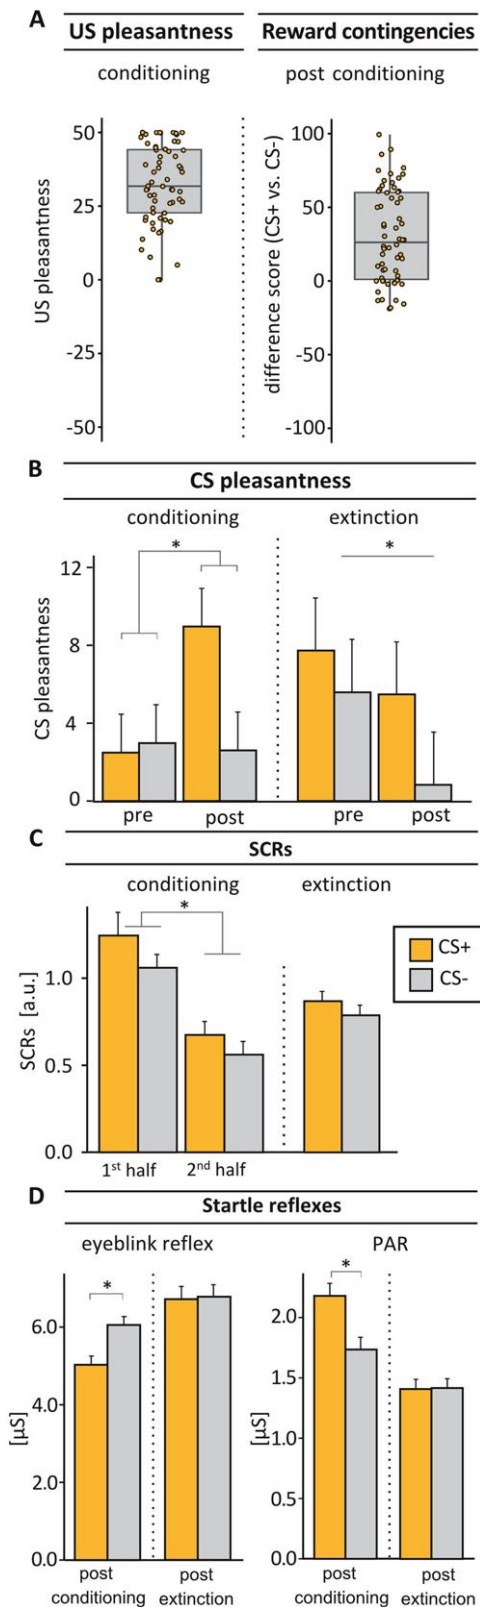 A
US pleasantness
Reward contingencies
conditioning
post conditioning
US pleasantness
50
25
0
-25
-50
difference score (CS+ vs. CS-)
100
50
0
-50
-100
B
CS pleasantness
conditioning
extinction
CS pleasantness
12
8
4
0
*
*
pre
post
pre
post
C
SCRs
conditioning
extinction
SCRs [a.u.]
1.0
0.5
0.0
*
CS+
CS-
1st half
2nd half
D
Startle reflexes
eyeblink reflex
PAR
[µS]
6.0
4.0
2.0
0.0
*
[µS]
2.0
1.5
1.0
0.5
0.0
*
post
conditioning
post
extinction
post
conditioning
post
extinction